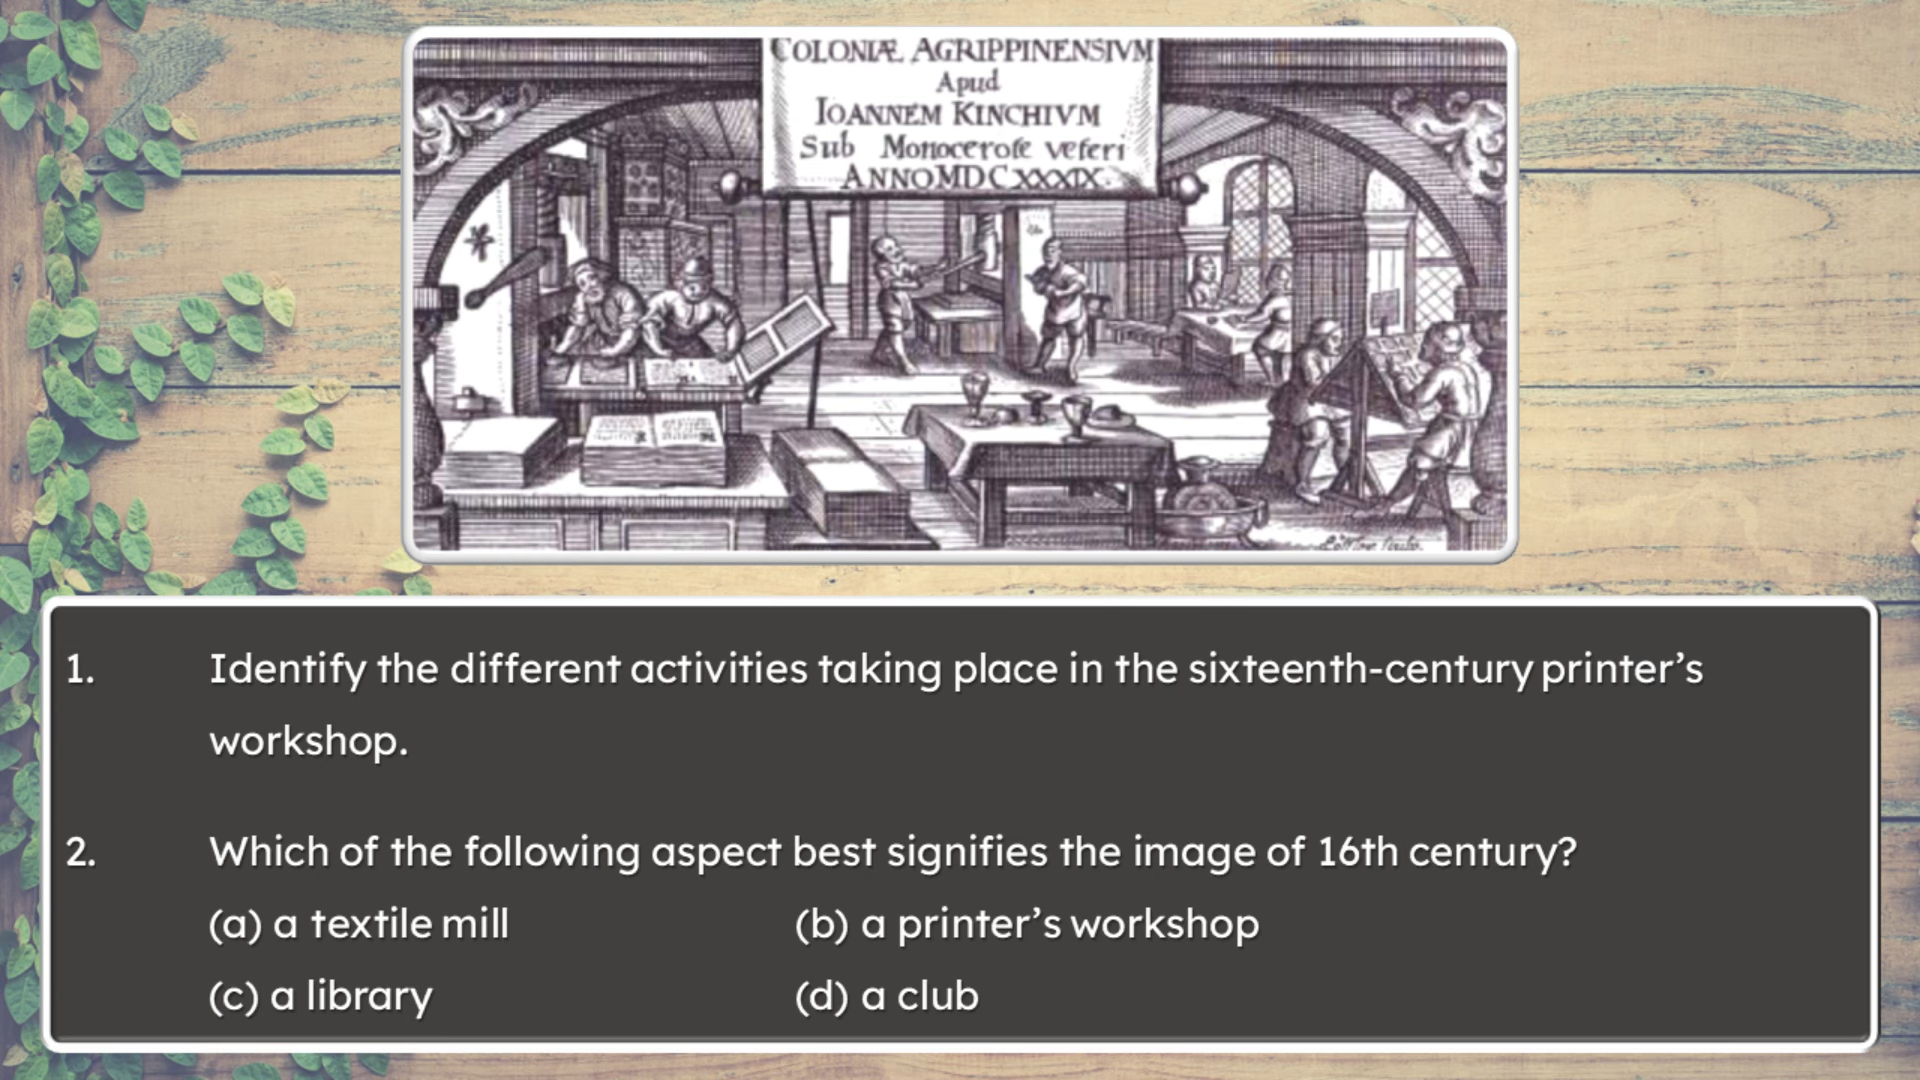 COLONIÆ AGRIPPINENSIVM
Apud
IOANNEM KINCHIVM
Sub Monocerote veteri
ANNO MDCXXXIX.
1. Identify the different activities taking place in the sixteenth-century printer’s
workshop.
2. Which of the following aspect best signifies the image of 16th century?
(a) a textile mill (b) a printer’s workshop
(c) a library (d) a club